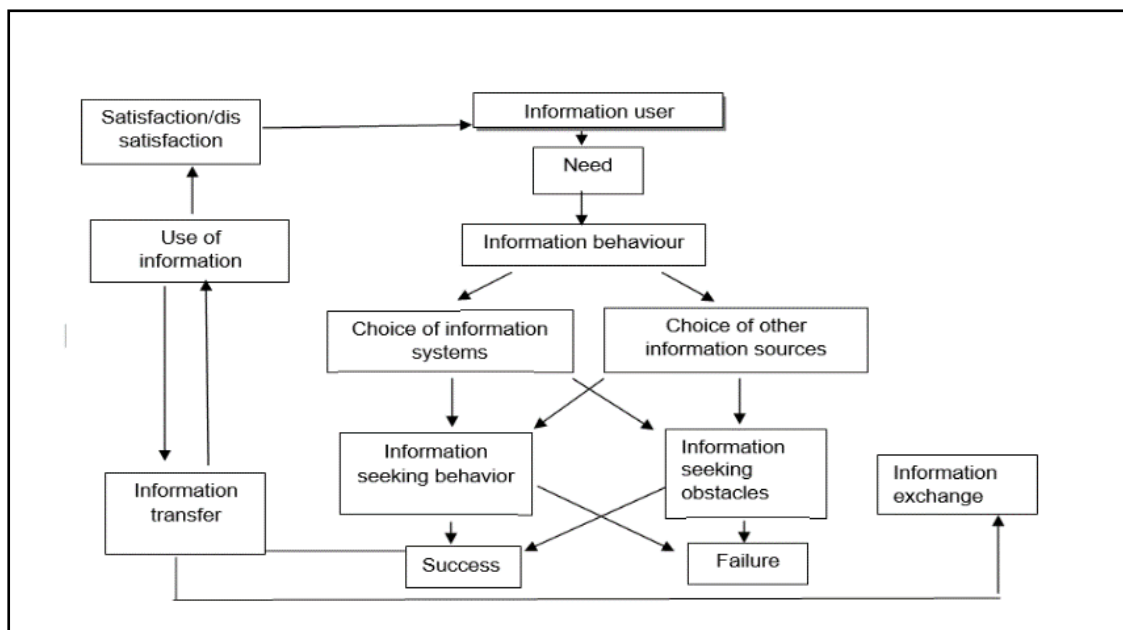 Information user
Satisfaction/dis
satisfaction
Need
Use of
information
Information behaviour
Choice of information
systems
Choice of other
information sources
Information
seeking behavior
Information
seeking
obstacles
Information
exchange
Information
transfer
Success
Failure